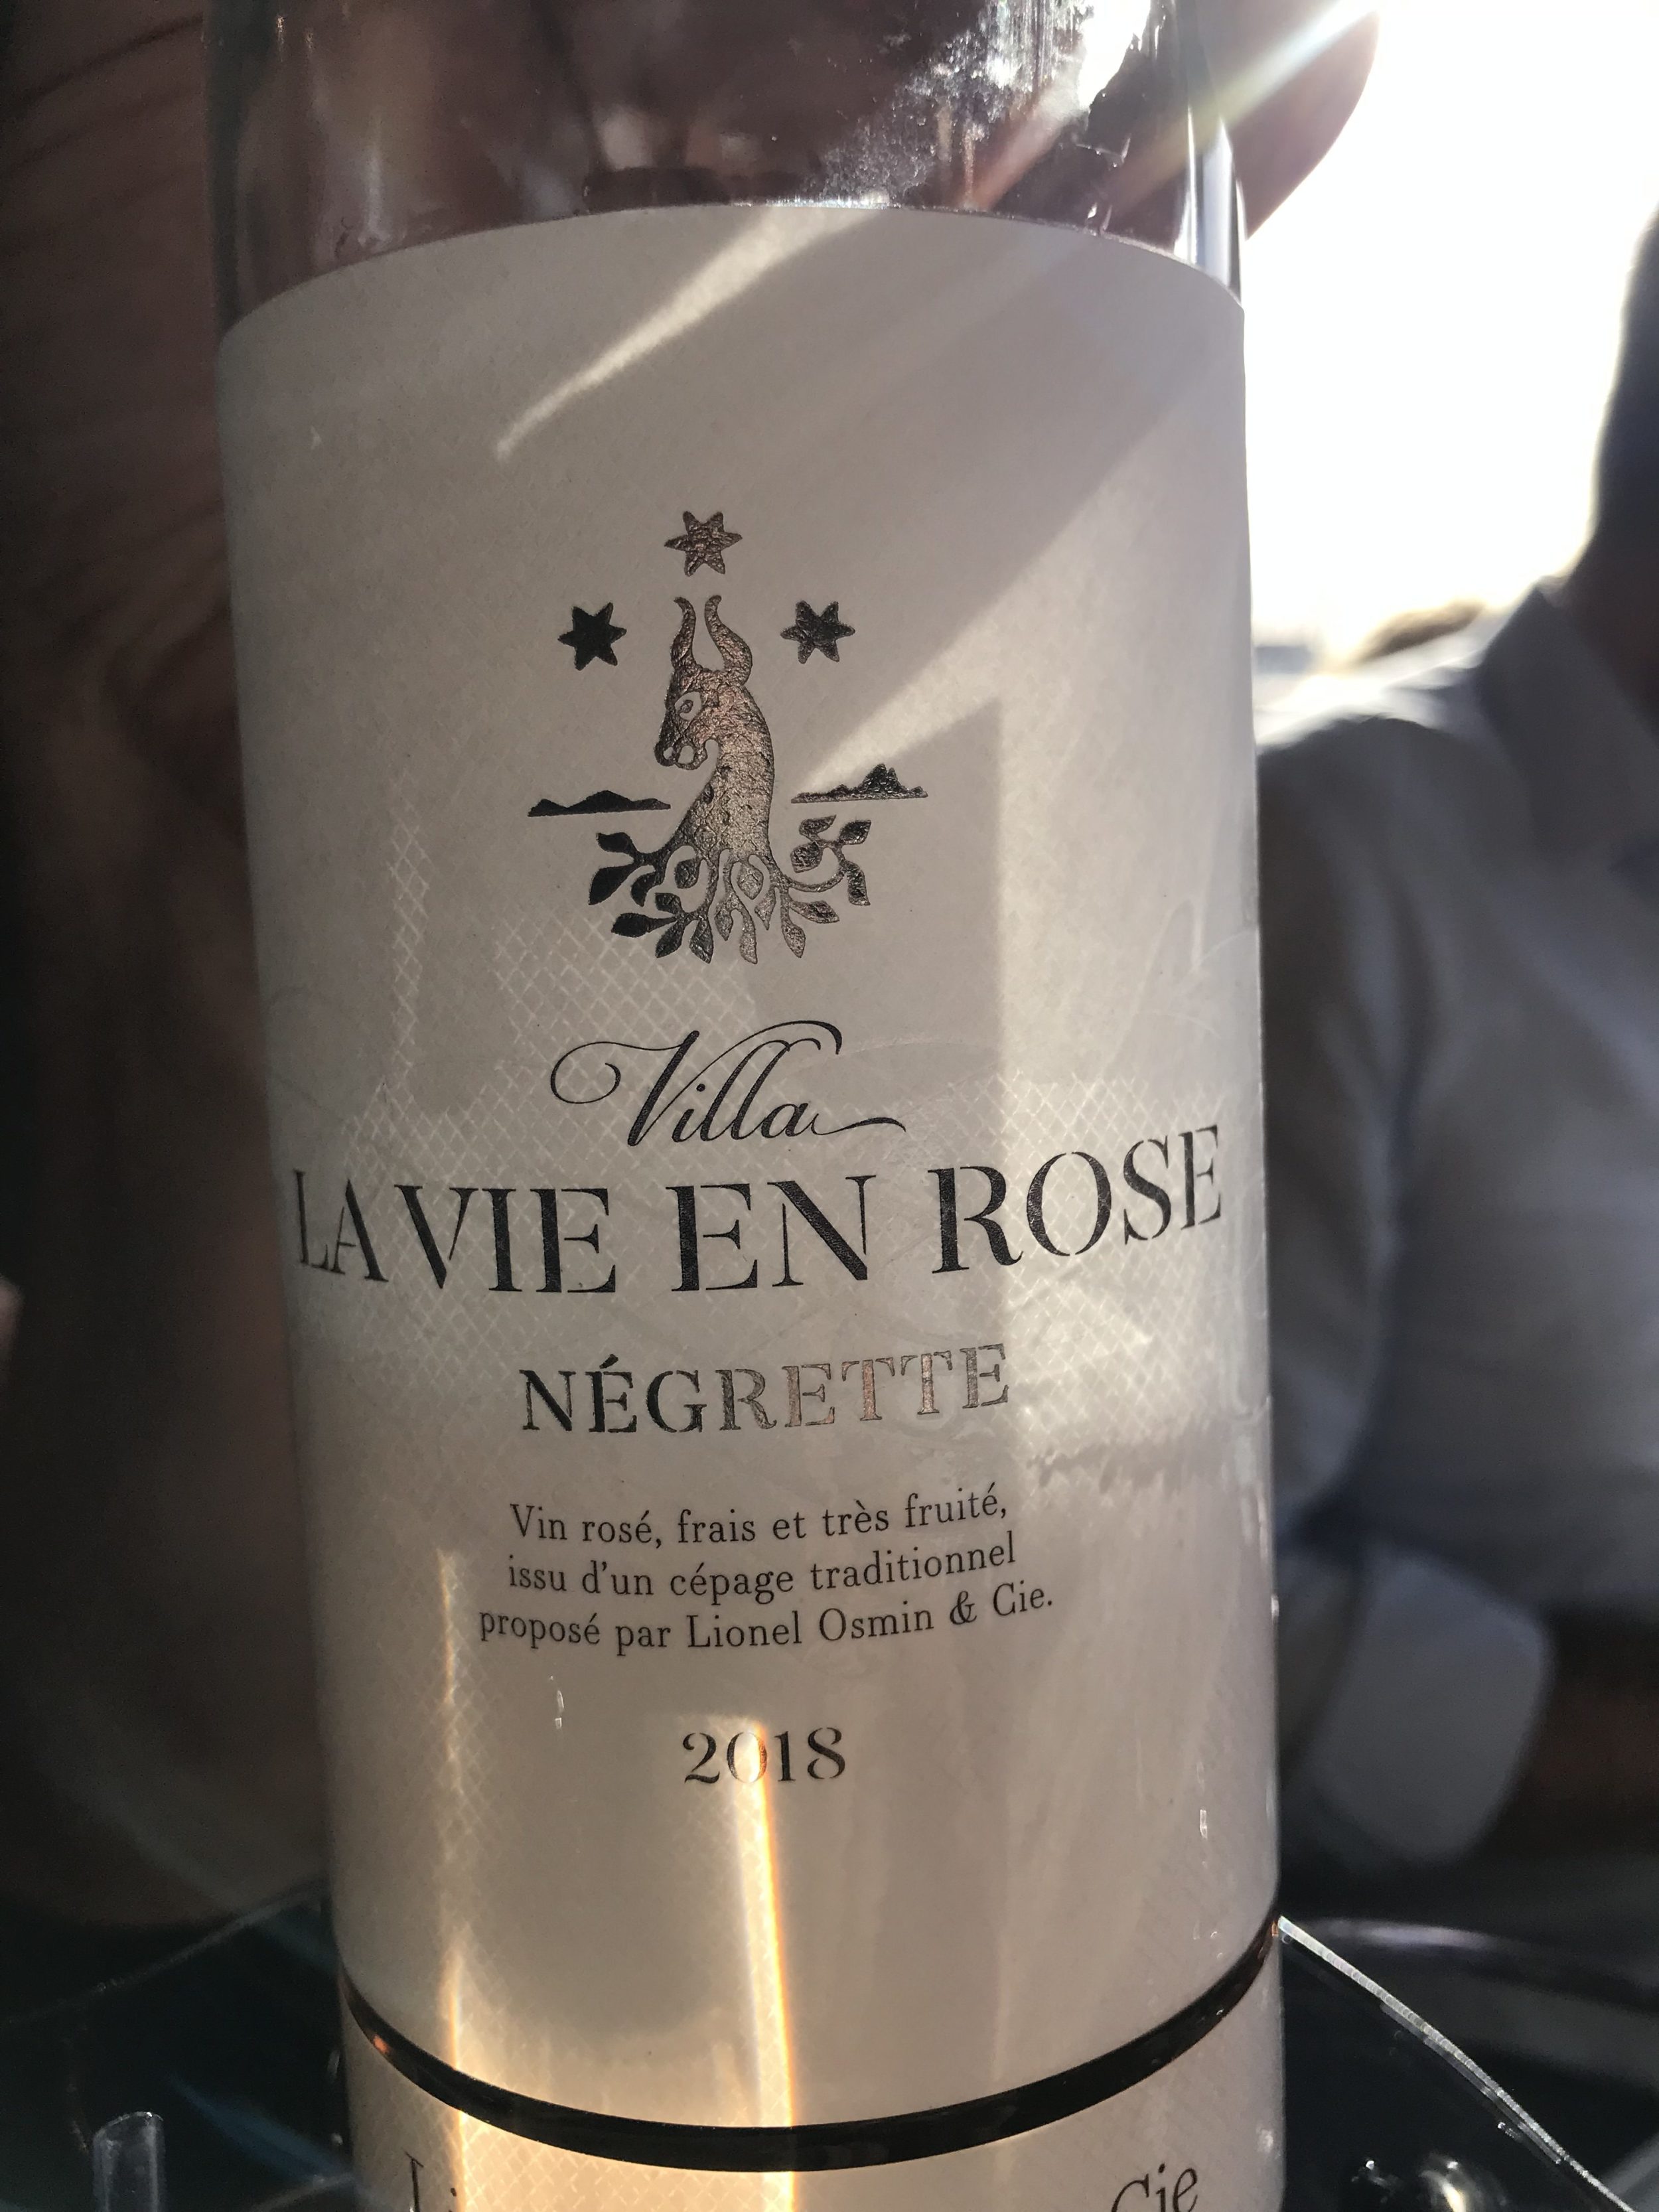 Villa
LA VIE EN ROSE
NÉGRETTE
Vin rosé, frais et très fruité,
issu d'un cépage traditionnel
proposé par Lionel Osmin & Cie.
2018
Cie